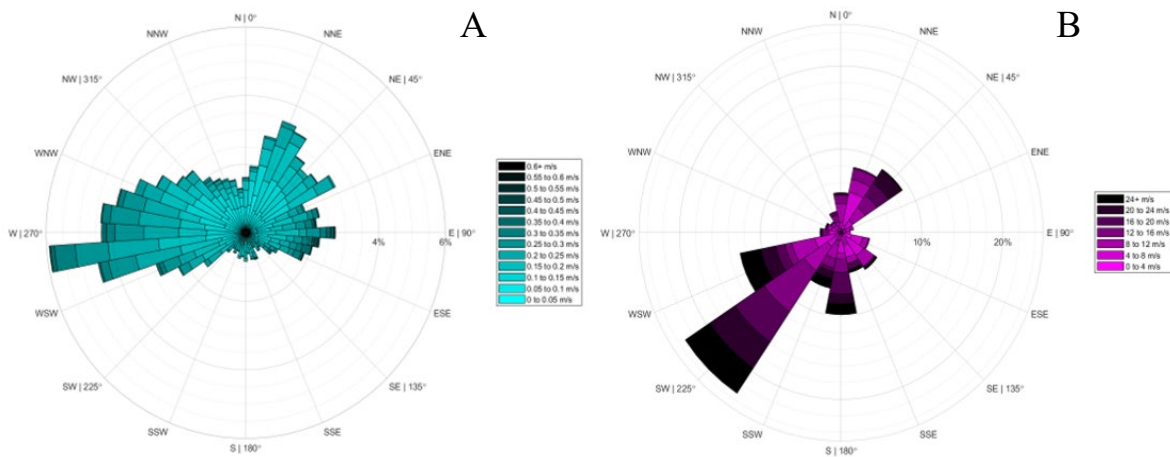 A
N | 0°
NNE
NE | 45°
ENE
E | 90°
ESE
SE | 135°
SSE
S | 180°
SSW
SW | 225°
WSW
W | 270°
WNW
NW | 315°
NNW
4%
6%
0.6+ m/s
0.55 to 0.6 m/s
0.5 to 0.55 m/s
0.45 to 0.5 m/s
0.4 to 0.45 m/s
0.35 to 0.4 m/s
0.3 to 0.35 m/s
0.25 to 0.3 m/s
0.2 to 0.25 m/s
0.15 to 0.2 m/s
0.1 to 0.15 m/s
0.05 to 0.1 m/s
0 to 0.05 m/s
B
N | 0°
NNE
NE | 45°
ENE
E | 90°
ESE
SE | 135°
SSE
S | 180°
SSW
SW | 225°
WSW
W | 270°
WNW
NW | 315°
NNW
10%
20%
24+ m/s
20 to 24 m/s
16 to 20 m/s
12 to 16 m/s
8 to 12 m/s
4 to 8 m/s
0 to 4 m/s